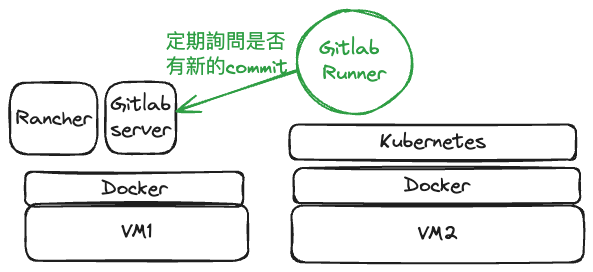 定期詢問是否
有新的commit
Gitlab
Runner
Rancher
Gitlab
server
Kubernetes
Docker
Docker
VM1
VM2